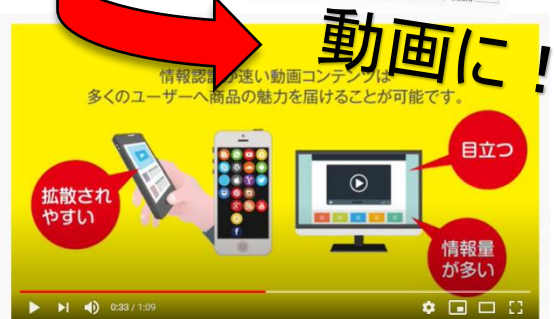 動画に！
情報認識が速い動画コンテンツは
多くのユーザーへ商品の魅力を届けることが可能です。
目立つ
拡散され
やすい
情報量
が多い
0:33 / 1:09